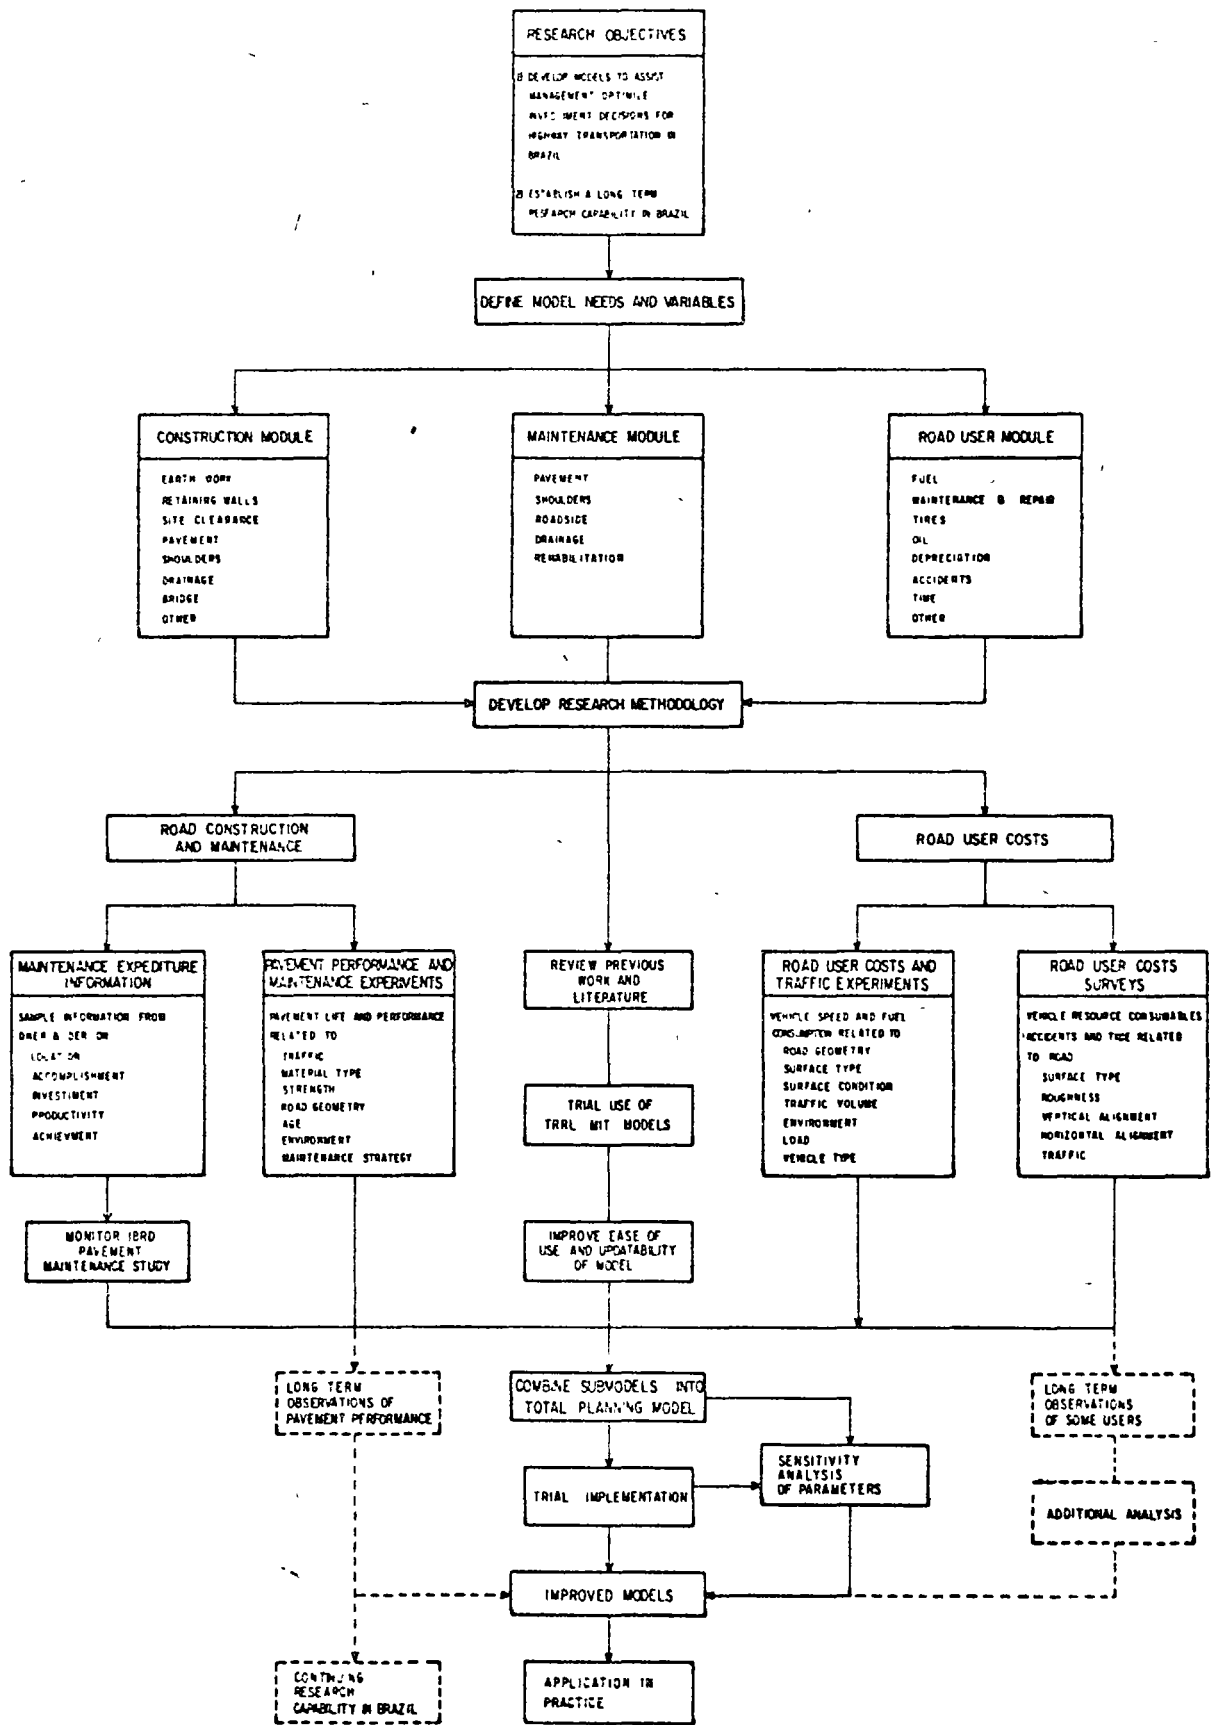 RESEARCH OBJECTIVES
1) DEVELOP MODELS TO ASSIST
MANAGEMENT OPTIMIZE
INVESTMENT DECISIONS FOR
HIGHWAY TRANSPORTATION IN
BRAZIL
2) ESTABLISH A LONG TERM
RESEARCH CAPABILITY IN BRAZIL
DEFINE MODEL NEEDS AND VARIABLES
CONSTRUCTION MODULE
EARTH WORK
RETAINING WALLS
SITE CLEARANCE
PAVEMENT
SHOULDERS
DRAINAGE
BRIDGE
OTHER
MAINTENANCE MODULE
PAVEMENT
SHOULDERS
ROADSIDE
DRAINAGE
REHABILITATION
ROAD USER MODULE
FUEL
MAINTENANCE & REPAIR
TIRES
OIL
DEPRECIATION
ACCIDENTS
TIME
OTHER
DEVELOP RESEARCH METHODOLOGY
ROAD CONSTRUCTION
AND MAINTENANCE
ROAD USER COSTS
MAINTENANCE EXPEDITURE
INFORMATION
SAMPLE INFORMATION FROM
DNER & DER ON
LOCATION
ACCOMPLISHMENT
INVESTIMENT
PRODUCTIVITY
ACHIEVMENT
PAVEMENT PERFORMANCE AND
MAINTENANCE EXPERIMENTS
PAVEMENT LIFE AND PERFORMANCE
RELATED TO
TRAFFIC
MATERIAL TYPE
STRENGTH
ROAD GEOMETRY
AGE
ENVIRONMENT
MAINTENANCE STRATEGY
REVIEW PREVIOUS
WORK AND
LITERATURE
TRIAL USE OF
TRRL MIT MODELS
IMPROVE EASE OF
USE AND UPDATABILITY
OF MODEL
ROAD USER COSTS AND
TRAFFIC EXPERIMENTS
VEHICLE SPEED AND FUEL
CONSUMPTION RELATED TO
ROAD GEOMETRY
SURFACE TYPE
SURFACE CONDITION
TRAFFIC VOLUME
ENVIRONMENT
LOAD
VEHICLE TYPE
ROAD USER COSTS
SURVEYS
VEHICLE RESOURCE CONSUMABLES
ACCIDENTS AND TIME RELATED
TO ROAD
SURFACE TYPE
ROUGHNESS
VERTICAL ALIGNMENT
HORIZONTAL ALIGNMENT
TRAFFIC
MONITOR IBRD
PAVEMENT
MAINTENANCE STUDY
LONG TERM
OBSERVATIONS OF
PAVEMENT PERFORMANCE
COMBINE SUBMODELS INTO
TOTAL PLANNING MODEL
LONG TERM
OBSERVATIONS
OF SOME USERS
SENSITIVITY
ANALYSIS
OF PARAMETERS
TRIAL IMPLEMENTATION
ADDITIONAL ANALYSIS
IMPROVED MODELS
CONTINUING
RESEARCH
CAPABILITY IN BRAZIL
APPLICATION IN
PRACTICE